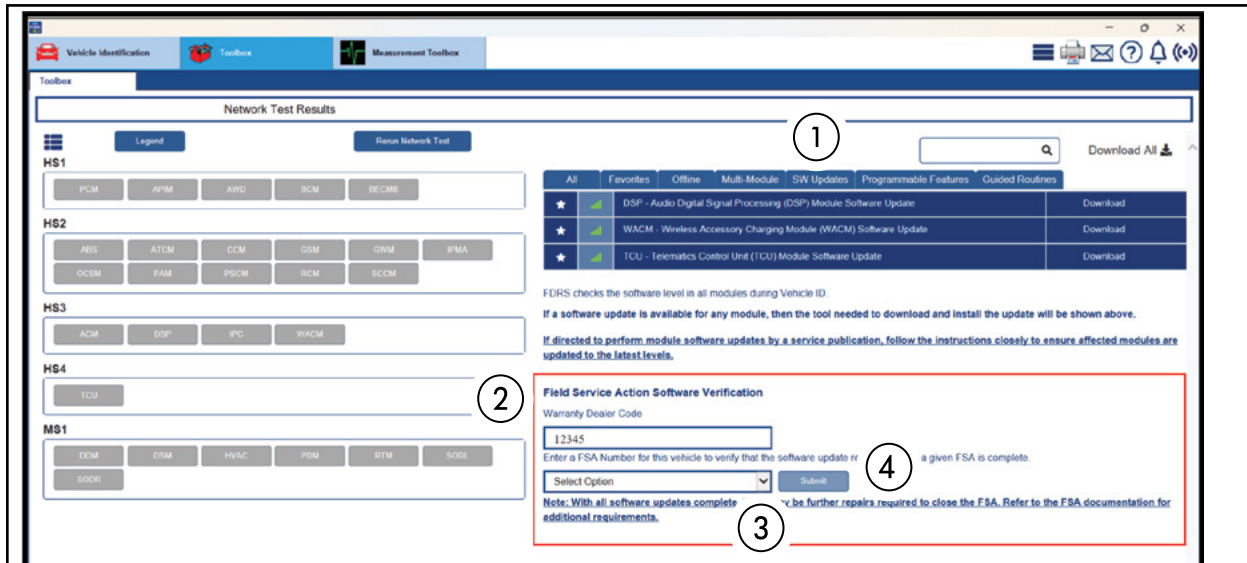 Vehicle Identification
Toolbox
Measurement Toolbox
Toolbox
Network Test Results
1
Legend
Rerun Network Test
Download All
HS1
PCM APIM AWD BCM BECMB
All Favorites Offline Multi-Module SW Updates Programmable Features Guided Routines
DSP - Audio Digital Signal Processing (DSP) Module Software Update Download
WACM - Wireless Accessory Charging Module (WACM) Software Update Download
TCU - Telematics Control Unit (TCU) Module Software Update Download
HS2
ABS ATCM CCM GSM GWM IPMA
OCSM PAM PSCM RCM SCCM
HS3
ACM DSP IPC WACM
HS4
TCU
MS1
DDM DSM HVAC PDM RTM SODL
SODR
FDRS checks the software level in all modules during Vehicle ID.
If a software update is available for any module, then the tool needed to download and install the update will be shown above.
If directed to perform module software updates by a service publication, follow the instructions closely to ensure affected modules are
updated to the latest levels.
2
Field Service Action Software Verification
Warranty Dealer Code
12345
Enter a FSA Number for this vehicle to verify that the software update a given FSA is complete.
4
Select Option
Submit
Note: With all software updates complete be further repairs required to close the FSA. Refer to the FSA documentation for
additional requirements.
3